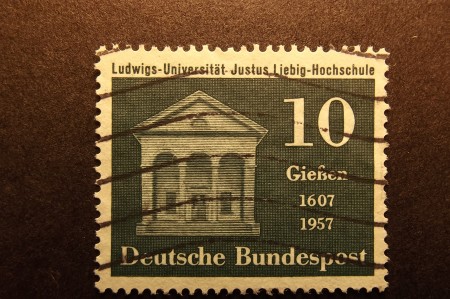 Ludwigs-Universität Justus Liebig-Hochschule
10
Gießen
1607
1957
Deutsche Bundespost